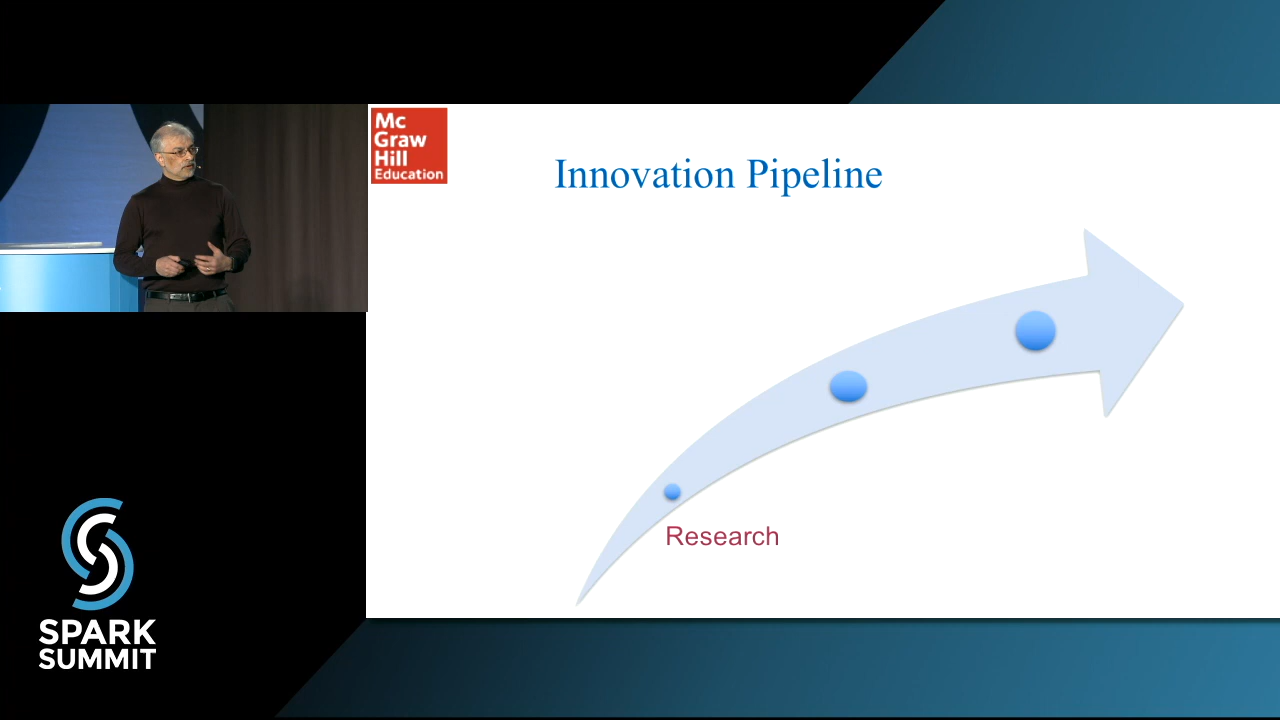 Mc
Graw
Hill
Education
Innovation Pipeline
Research
SPARK
SUMMIT